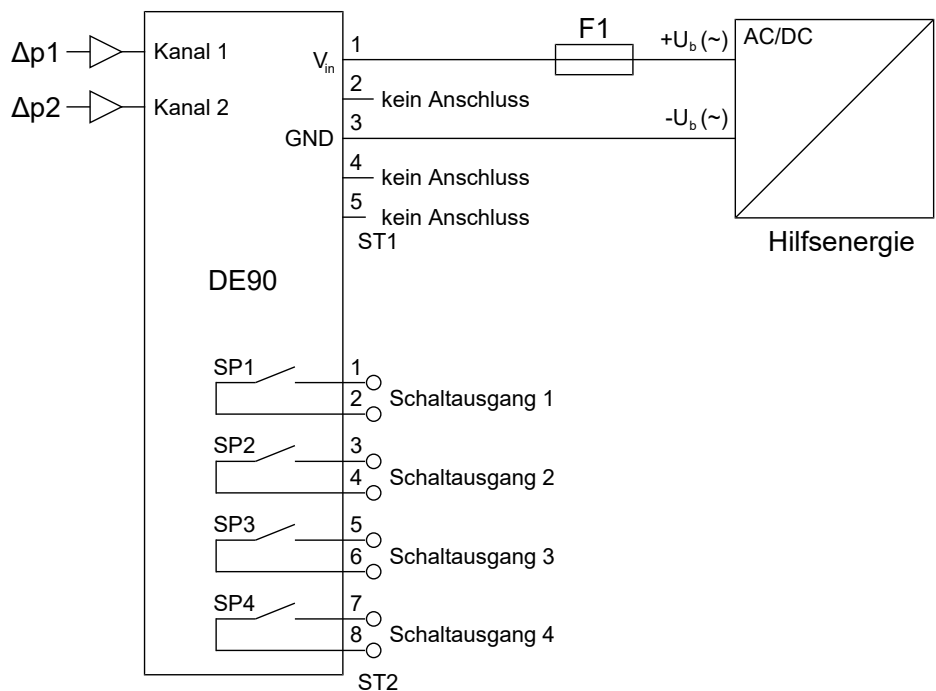 Δp1
Kanal 1
Δp2
Kanal 2
DE90
V_in
1
F1
+U_b (~)
AC/DC
2
kein Anschluss
GND
3
-U_b (~)
4
kein Anschluss
5
kein Anschluss
ST1
Hilfsenergie
SP1
1
2
Schaltausgang 1
SP2
3
4
Schaltausgang 2
SP3
5
6
Schaltausgang 3
SP4
7
8
Schaltausgang 4
ST2